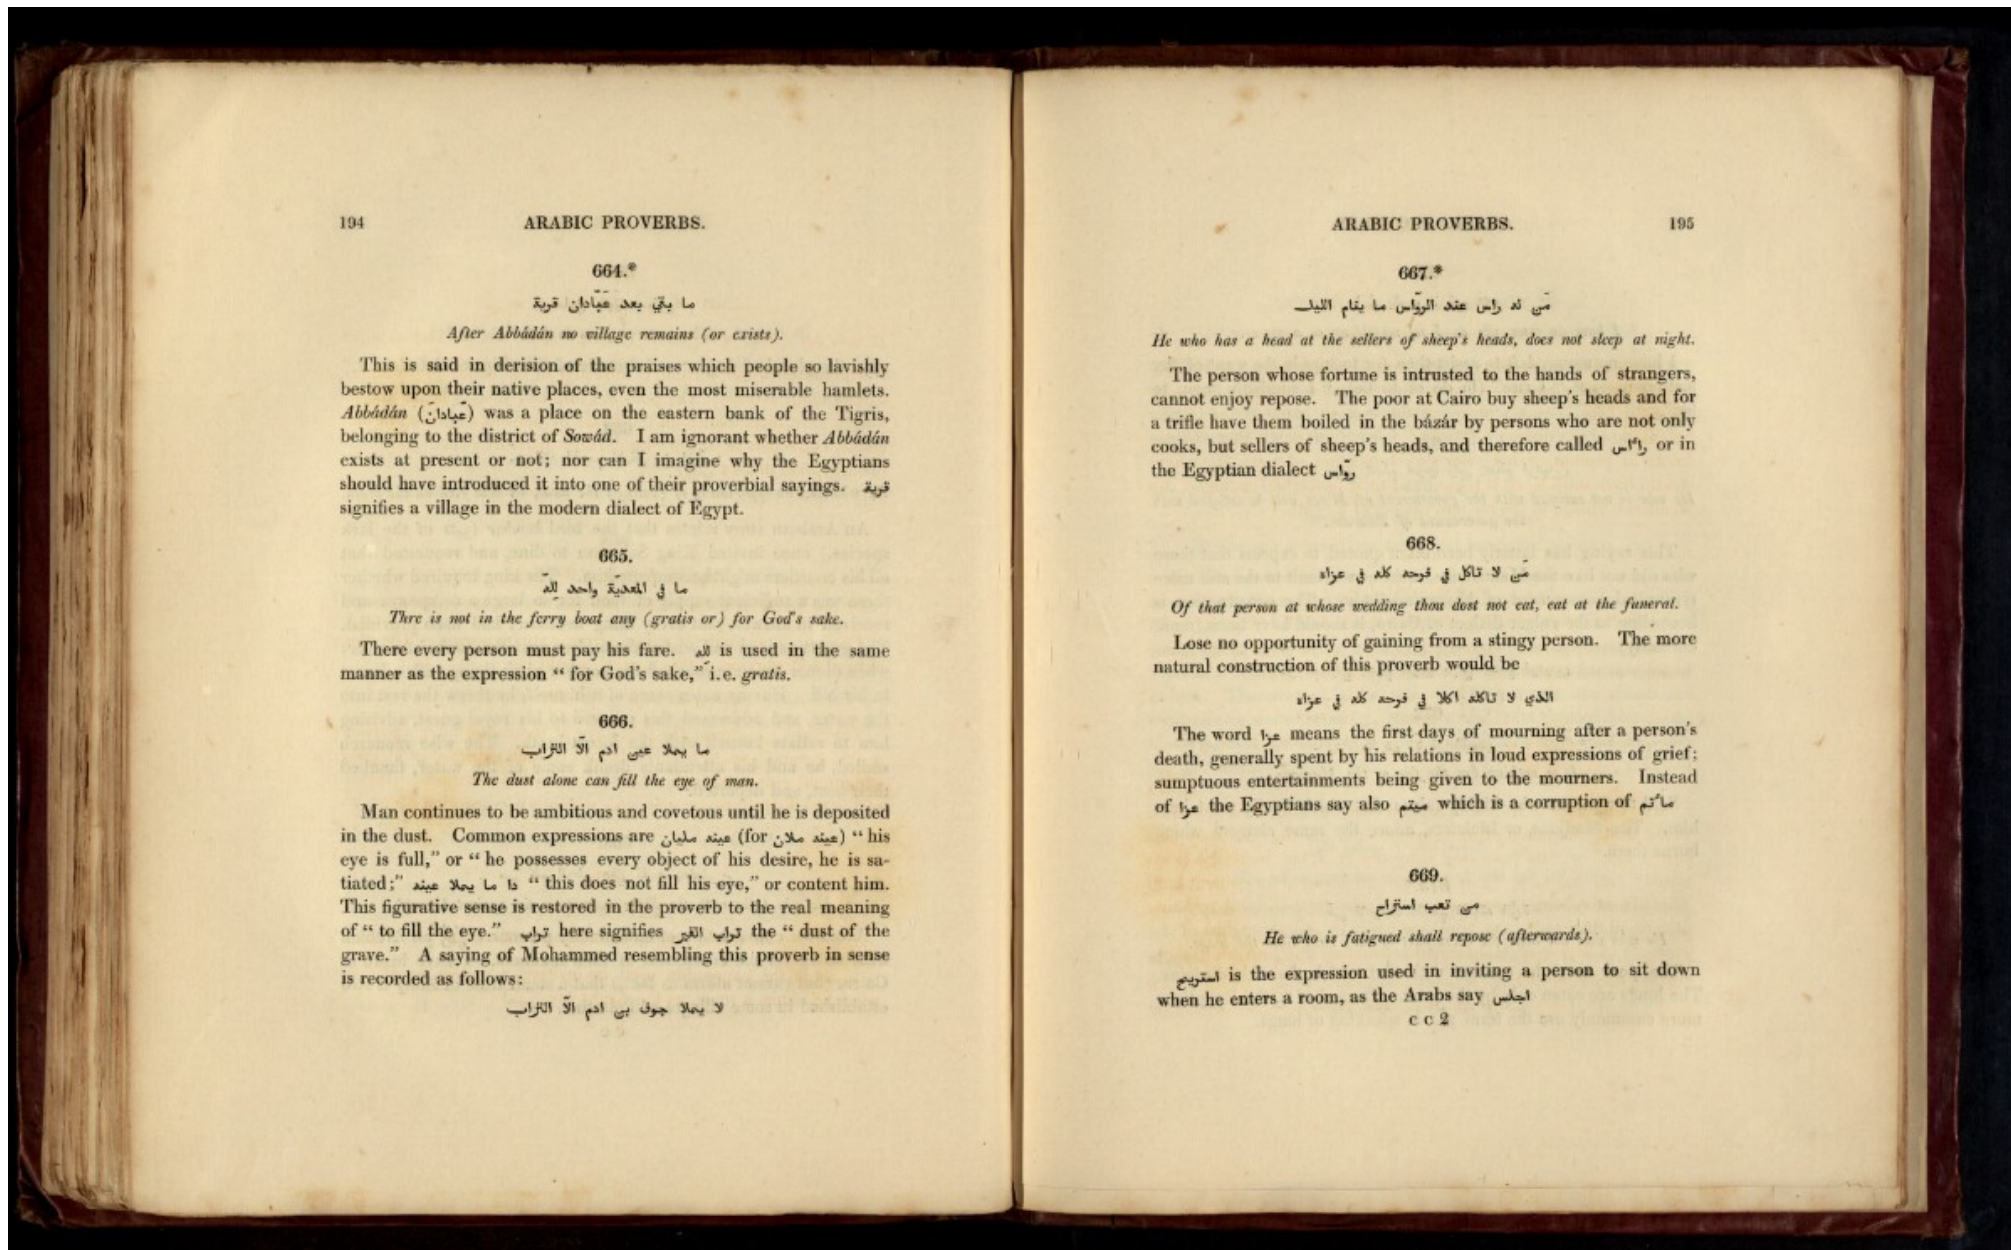 194 ARABIC PROVERBS.
664.*
ما بقي بعد عبّادان قرية
After Abbádán no village remains (or exists).
This is said in derision of the praises which people so lavishly
bestow upon their native places, even the most miserable hamlets.
Abbádán (عبّادان) was a place on the eastern bank of the Tigris,
belonging to the district of Sowád. I am ignorant whether Abbádán
exists at present or not; nor can I imagine why the Egyptians
should have introduced it into one of their proverbial sayings. قرية
signifies a village in the modern dialect of Egypt.
665.
ما في المعديّة واحد للّه
Thre is not in the ferry boat any (gratis or) for God's sake.
There every person must pay his fare. للّه is used in the same
manner as the expression “ for God's sake,” i.e. gratis.
666.
ما يملا عين ادم الّا التراب
The dust alone can fill the eye of man.
Man continues to be ambitious and covetous until he is deposited
in the dust. Common expressions are عينه مليان (for عينه ملان) “ his
eye is full,” or “ he possesses every object of his desire, he is sa-
tiated ;” دا ما يملا عينه “ this does not fill his eye,” or content him.
This figurative sense is restored in the proverb to the real meaning
of “ to fill the eye.” تراب here signifies تراب القبر the “ dust of the
grave.” A saying of Mohammed resembling this proverb in sense
is recorded as follows:
لا يملا جوف بني ادم الّا التراب
ARABIC PROVERBS. 195
667.*
مَن له راس عند الروّاس ما ينام الليل
He who has a head at the sellers of sheep's heads, does not sleep at night.
The person whose fortune is intrusted to the hands of strangers,
cannot enjoy repose. The poor at Cairo buy sheep's heads and for
a trifle have them boiled in the bázár by persons who are not only
cooks, but sellers of sheep's heads, and therefore called رأاس or in
the Egyptian dialect روّاس
668.
مَن لا تاكل في فرحه كله في عزاه
Of that person at whose wedding thou dost not eat, eat at the funeral.
Lose no opportunity of gaining from a stingy person. The more
natural construction of this proverb would be
الذي لا تاكله اكلا في فرحه كله في عزاه
The word عزا means the first days of mourning after a person's
death, generally spent by his relations in loud expressions of grief;
sumptuous entertainments being given to the mourners. Instead
of عزا the Egyptians say also ميتم which is a corruption of مأتم
669.
من تعب استراح
He who is fatigued shall repose (afterwards).
استريح is the expression used in inviting a person to sit down
when he enters a room, as the Arabs say اجلس
c c 2